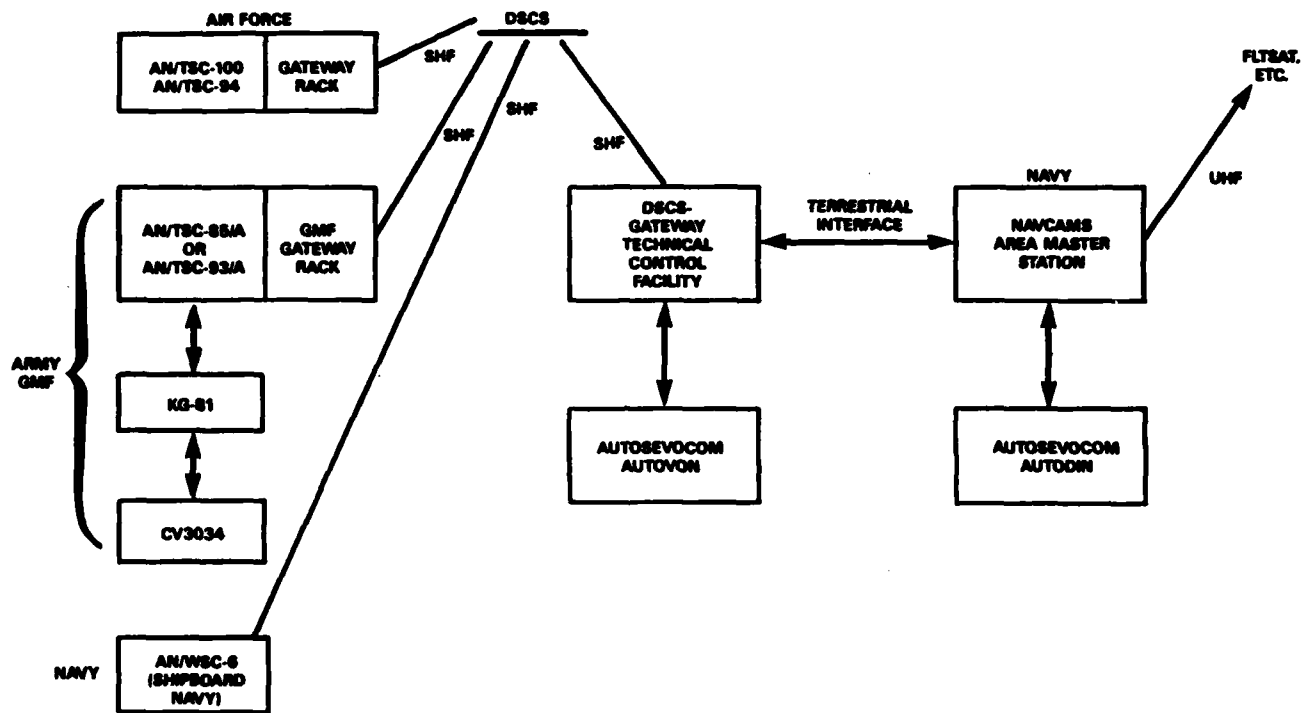 AIR FORCE
DSCS
AN/TSC-100
AN/TSC-94
GATEWAY
RACK
SHF
SHF
SHF
SHF
FLTSAT,
ETC.
UHF
ARMY
GMF
AN/TSC-85/A
OR
AN/TSC-93/A
GMF
GATEWAY
RACK
DSCS-
GATEWAY
TECHNICAL
CONTROL
FACILITY
TERRESTRIAL
INTERFACE
NAVY
NAVCAMS
AREA MASTER
STATION
KG-81
CV3034
AUTOSEVOCOM
AUTOVON
AUTOSEVOCOM
AUTODIN
NAVY
AN/WSC-6
(SHIPBOARD
NAVY)